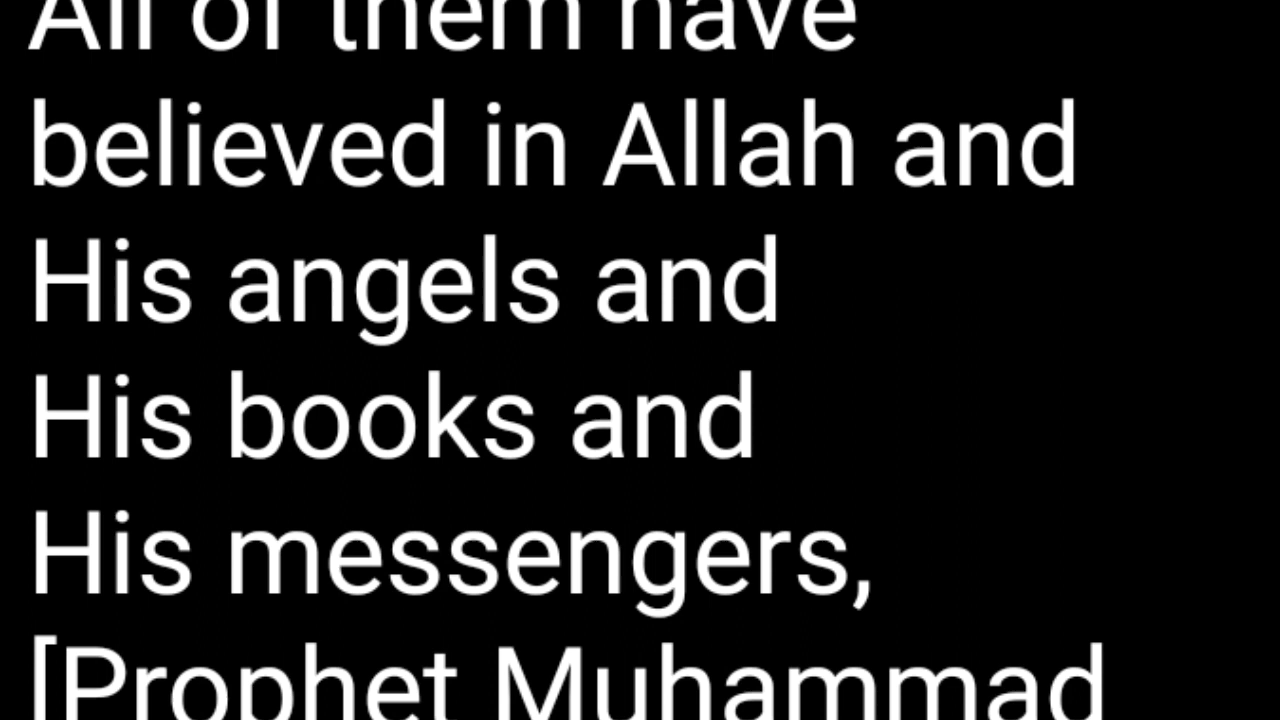 All of them have
believed in Allah and
His angels and
His books and
His messengers,
[Prophet Muhammad